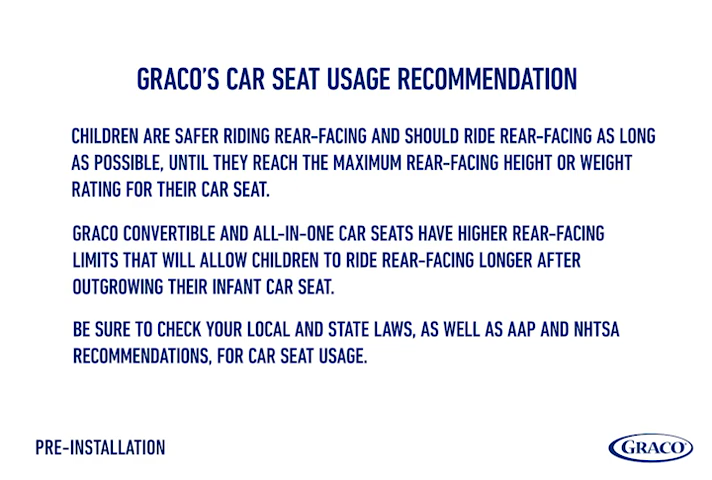 GRACO'S CAR SEAT USAGE RECOMMENDATION
CHILDREN ARE SAFER RIDING REAR-FACING AND SHOULD RIDE REAR-FACING AS LONG
AS POSSIBLE, UNTIL THEY REACH THE MAXIMUM REAR-FACING HEIGHT OR WEIGHT
RATING FOR THEIR CAR SEAT.
GRACO CONVERTIBLE AND ALL-IN-ONE CAR SEATS HAVE HIGHER REAR-FACING
LIMITS THAT WILL ALLOW CHILDREN TO RIDE REAR-FACING LONGER AFTER
OUTGROWING THEIR INFANT CAR SEAT.
BE SURE TO CHECK YOUR LOCAL AND STATE LAWS, AS WELL AS AAP AND NHTSA
RECOMMENDATIONS, FOR CAR SEAT USAGE.
PRE-INSTALLATION
GRACO